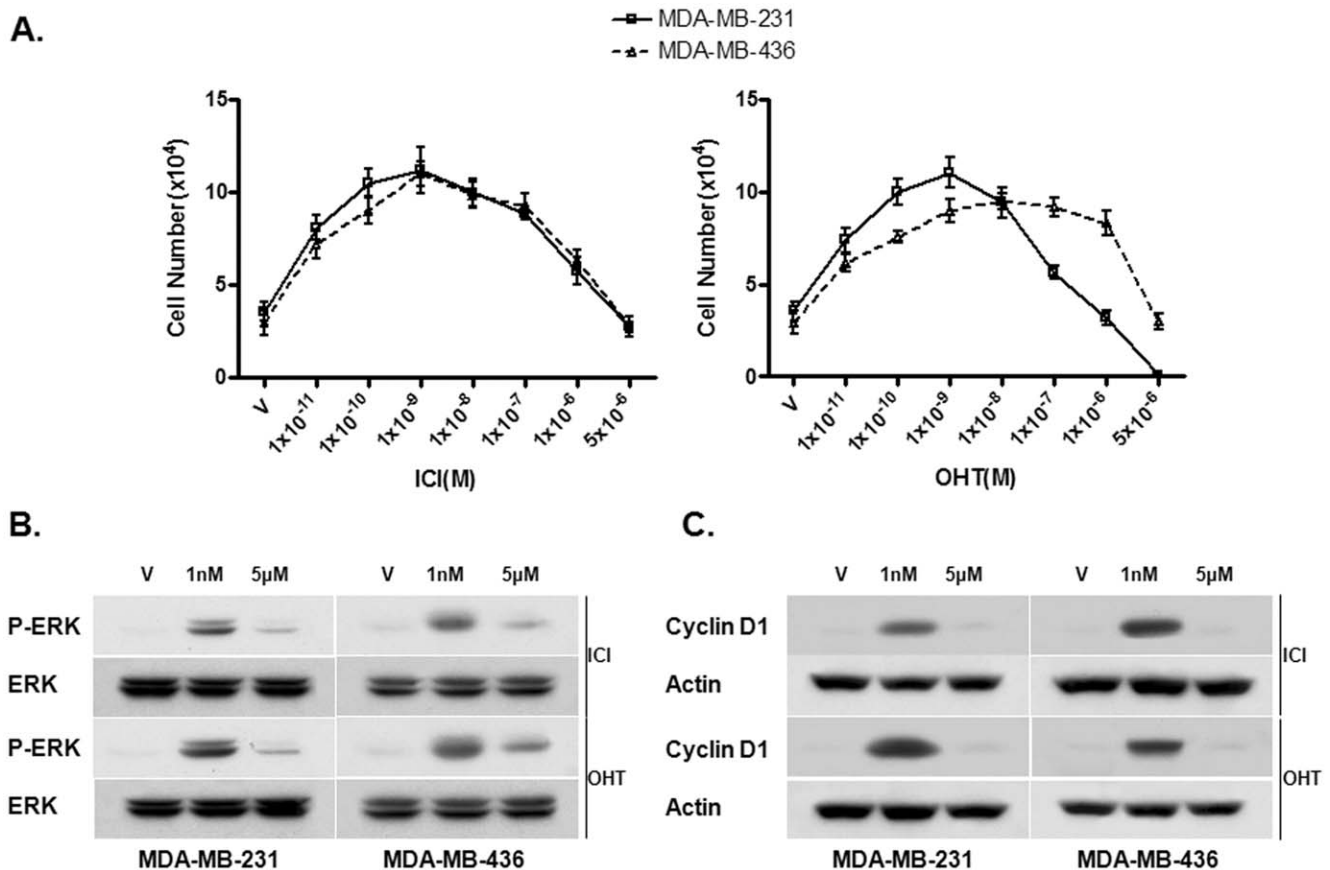 A.
MDA-MB-231
MDA-MB-436
Cell Number(x10⁴)
15
10
5
0
V
1x10⁻¹¹
1x10⁻¹⁰
1x10⁻⁹
1x10⁻⁸
1x10⁻⁷
1x10⁻⁶
5x10⁻⁶
ICI(M)
Cell Number(x10⁴)
15
10
5
0
V
1x10⁻¹¹
1x10⁻¹⁰
1x10⁻⁹
1x10⁻⁸
1x10⁻⁷
1x10⁻⁶
5x10⁻⁶
OHT(M)
B.
V 1nM 5µM V 1nM 5µM
P-ERK
ERK
ICI
P-ERK
ERK
OHT
MDA-MB-231 MDA-MB-436
C.
V 1nM 5µM V 1nM 5µM
Cyclin D1
Actin
ICI
Cyclin D1
Actin
OHT
MDA-MB-231 MDA-MB-436